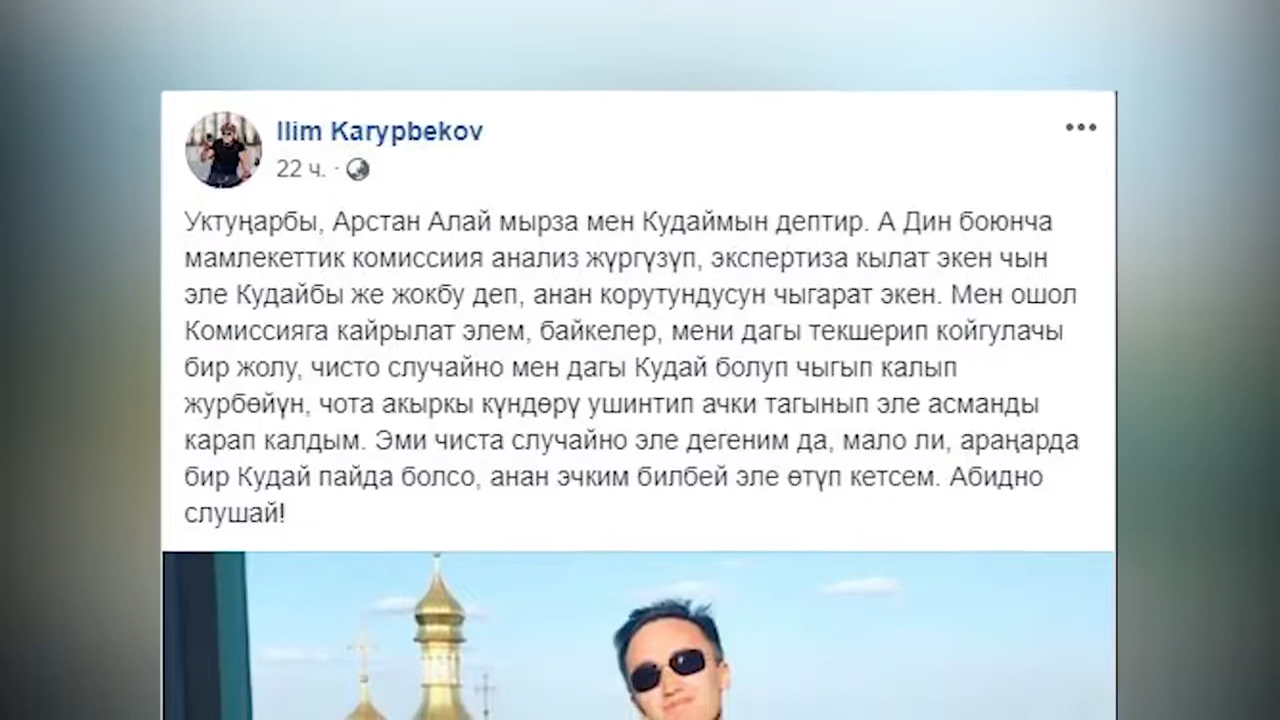 Ilim Karypbekov
22 ч. ·
Уктуңарбы, Арстан Алай мырза мен Кудаймын дептир. А Дин боюнча
мамлекеттик комиссиия анализ жүргүзүп, экспертиза кылат экен чын
эле Кудайбы же жокбу деп, анан корутундусун чыгарат экен. Мен ошол
Комиссияга кайрылат элем, байкелер, мени дагы текшерип койгулачы
бир жолу, чисто случайно мен дагы Кудай болуп чыгып калып
журбөйүн, чота акыркы күндөрү ушинтип ачки тагынып эле асманды
карап калдым. Эми чиста случайно эле дегеним да, мало ли, араңарда
бир Кудай пайда болсо, анан эчким билбей эле өтүп кетсем. Абидно
слушай!